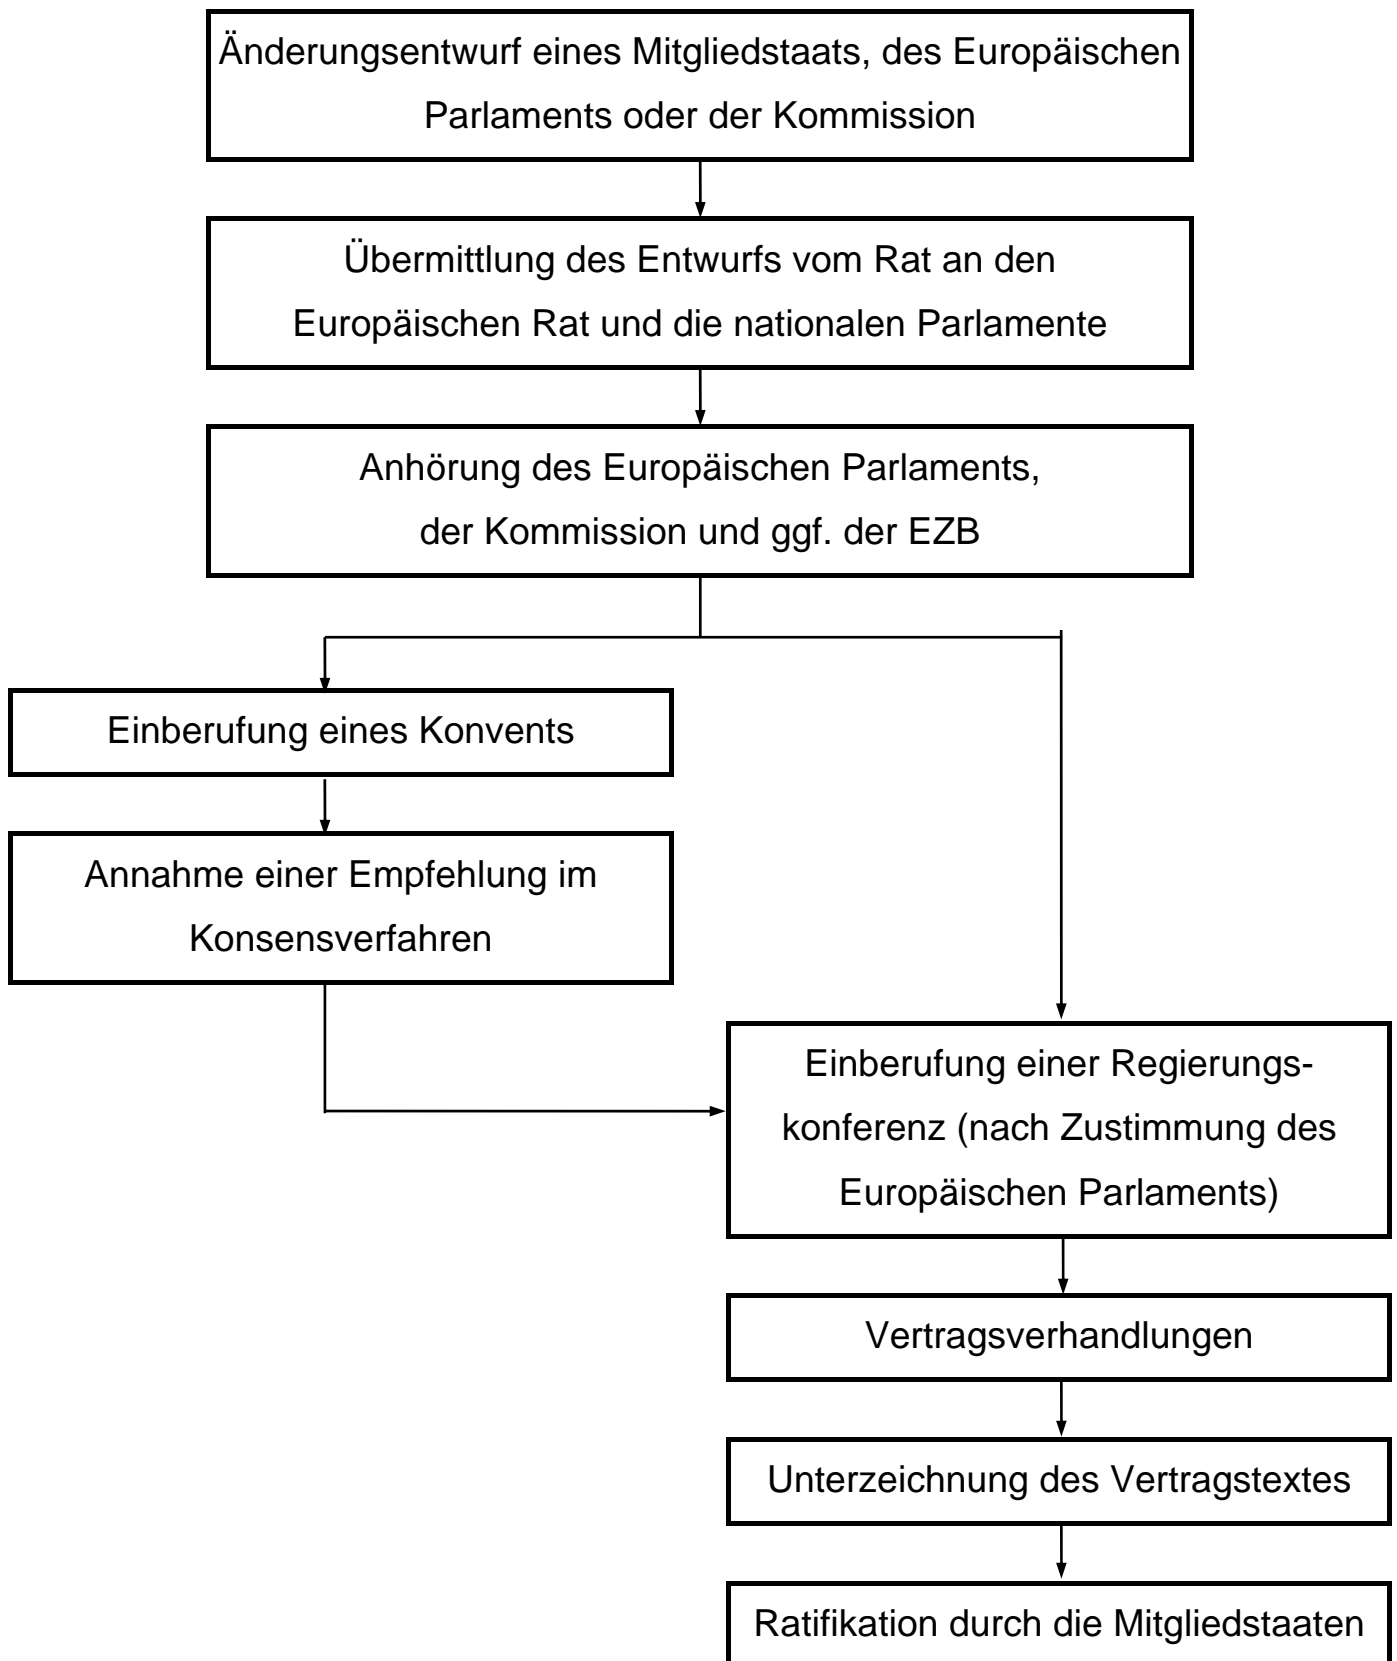 Änderungsentwurf eines Mitgliedstaats, des Europäischen
Parlaments oder der Kommission
Übermittlung des Entwurfs vom Rat an den
Europäischen Rat und die nationalen Parlamente
Anhörung des Europäischen Parlaments,
der Kommission und ggf. der EZB
Einberufung eines Konvents
Annahme einer Empfehlung im
Konsensverfahren
Einberufung einer Regierungs-
konferenz (nach Zustimmung des
Europäischen Parlaments)
Vertragsverhandlungen
Unterzeichnung des Vertragstextes
Ratifikation durch die Mitgliedstaaten